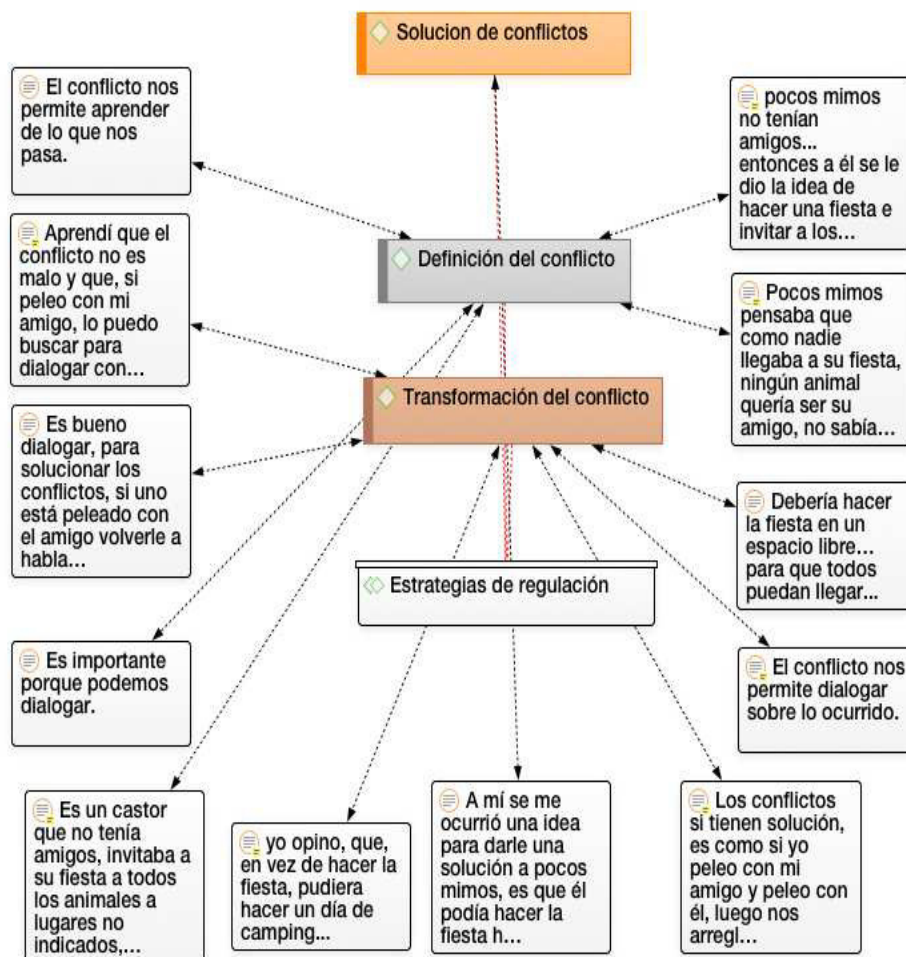 Solucion de conflictos
El conflicto nos
permite aprender
de lo que nos
pasa.
pocos mimos
no tenían
amigos...
entonces a él se le
dio la idea de
hacer una fiesta e
invitar a los...
Definición del conflicto
Aprendí que el
conflicto no es
malo y que, si
peleo con mi
amigo, lo puedo
buscar para
dialogar con...
Pocos mimos
pensaba que
como nadie
llegaba a su fiesta,
ningún animal
quería ser su
amigo, no sabía...
Transformación del conflicto
Es bueno
dialogar, para
solucionar los
conflictos, si uno
está peleado con
el amigo volverle a
habla...
Debería hacer
la fiesta en un
espacio libre...
para que todos
puedan llegar...
Estrategias de regulación
Es importante
porque podemos
dialogar.
El conflicto nos
permite dialogar
sobre lo ocurrido.
Es un castor
que no tenía
amigos, invitaba a
su fiesta a todos
los animales a
lugares no
indicados,...
yo opino, que,
en vez de hacer la
fiesta, pudiera
hacer un día de
camping...
A mí se me
ocurrió una idea
para darle una
solución a pocos
mimos, es que él
podía hacer la
fiesta h...
Los conflictos
si tienen solución,
es como si yo
peleo con mi
amigo y peleo con
él, luego nos
arregl...